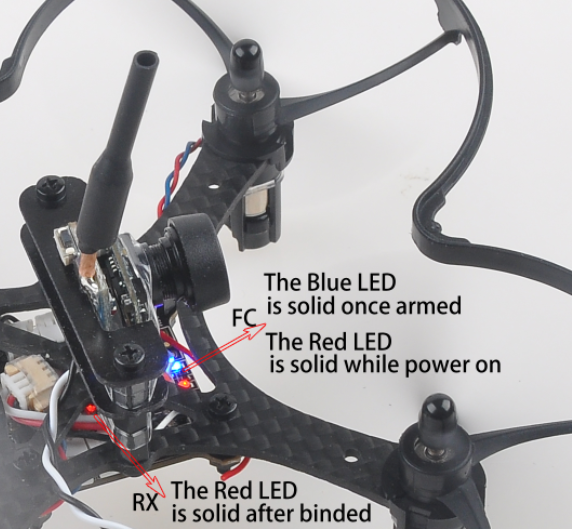 The Blue LED
is solid once armed
FC
The Red LED
is solid while power on
RX
The Red LED
is solid after binded